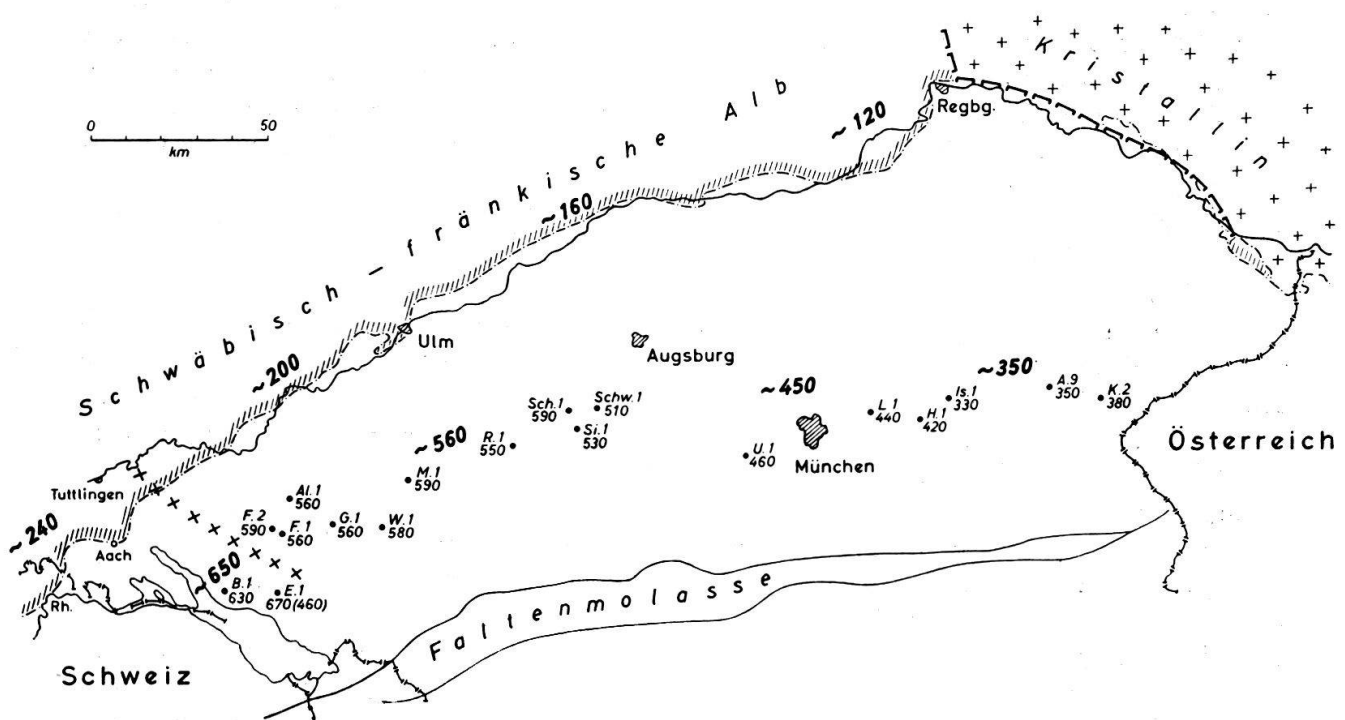 Kristallin
0 50
km
Schwäbisch – fränkische Alb
~ 120
Regbg.
~ 160
Ulm
~ 200
Augsburg
~ 450
~ 350
A.9
350
K.2
380
Is.1
330
L.1
440
H.1
420
Sch.1
590
Schw.1
510
Si.1
530
~ 560
R.1
550
U.1
460
München
Österreich
M.1
590
Tuttlingen
Al.1
560
F.2
590
F.1
560
G.1
560
W.1
580
~ 240
Aach
~ 650
B.1
630
E.1
670(460)
Rh.
Faltenmolasse
Schweiz